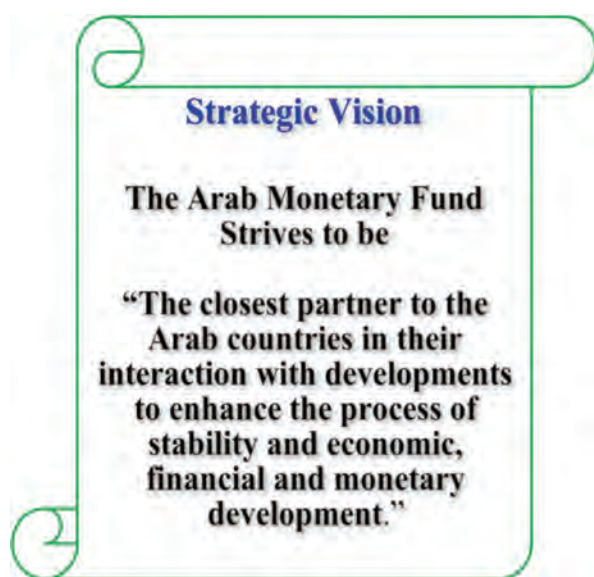 Strategic Vision
The Arab Monetary Fund
Strives to be
“The closest partner to the
Arab countries in their
interaction with developments
to enhance the process of
stability and economic,
financial and monetary
development.”